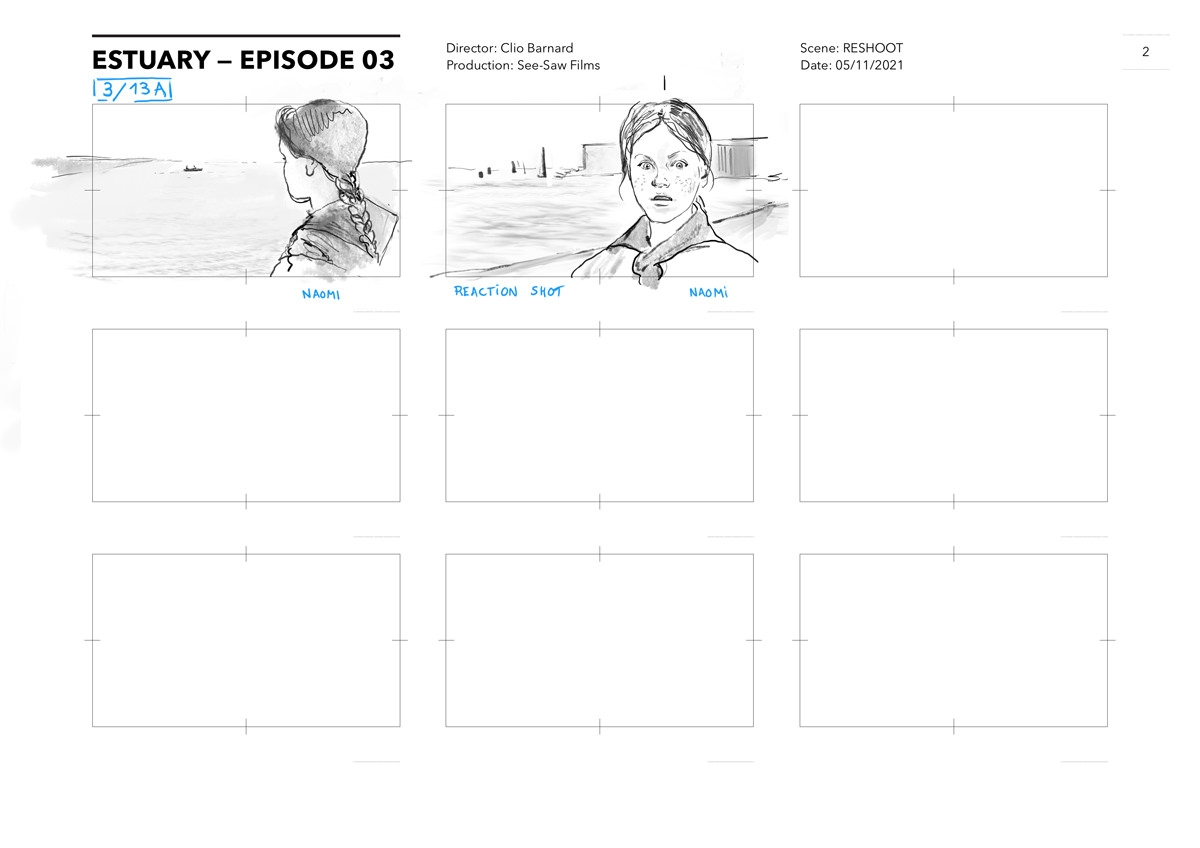 ESTUARY – EPISODE 03
Director: Clio Barnard
Production: See-Saw Films
Scene: RESHOOT
Date: 05/11/2021
2
3/13A
NAOMI
REACTION SHOT
NAOMI